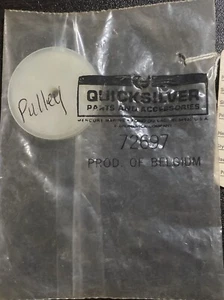 Pulley
QUICKSILVER
PARTS AND ACCESSORIES
72897
PROD. OF BELGIUM